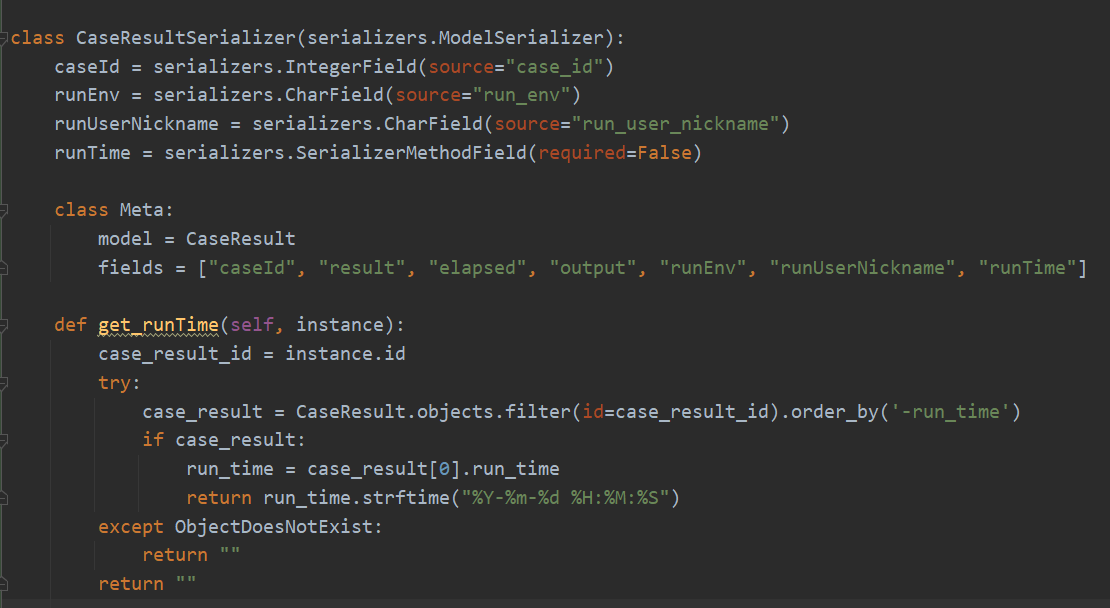 class CaseResultSerializer(serializers.ModelSerializer):
    caseId = serializers.IntegerField(source="case_id")
    runEnv = serializers.CharField(source="run_env")
    runUserNickname = serializers.CharField(source="run_user_nickname")
    runTime = serializers.SerializerMethodField(required=False)

    class Meta:
        model = CaseResult
        fields = ["caseId", "result", "elapsed", "output", "runEnv", "runUserNickname", "runTime"]

    def get_runTime(self, instance):
        case_result_id = instance.id
        try:
            case_result = CaseResult.objects.filter(id=case_result_id).order_by('-run_time')
            if case_result:
                run_time = case_result[0].run_time
                return run_time.strftime("%Y-%m-%d %H:%M:%S")
        except ObjectDoesNotExist:
            return ""
        return ""